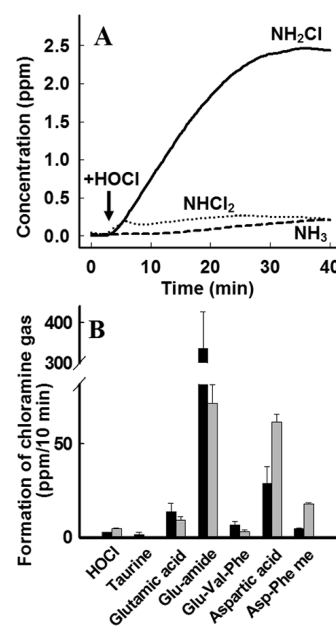 A
NH₂Cl
2.5
2.0
1.5
1.0
0.5
0.0
Concentration (ppm)
+HOCl
NHCl₂
NH₃
0 10 20 30 40
Time (min)
B
400
300
50
0
Formation of chloramine gas
(ppm/10 min)
HOCl
Taurine
Glutamic acid
Glu-amide
Glu-Val-Phe
Aspartic acid
Asp-Phe me